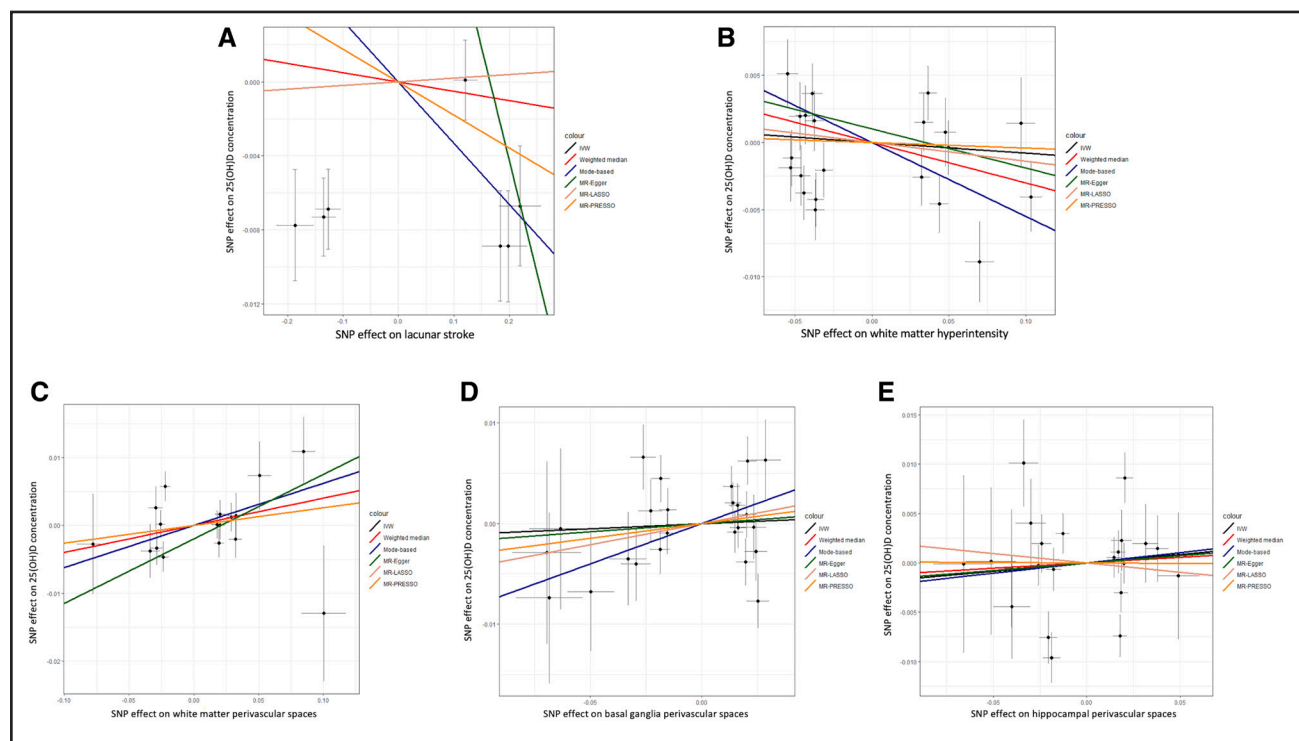 A
SNP effect on 25(OH)D concentration
0.000
-0.004
-0.008
-0.012
-0.2
-0.1
0.0
0.1
0.2
SNP effect on lacunar stroke
colour
IVW
Weighted median
Mode-based
MR-Egger
MR-LASSO
MR-PRESSO
B
SNP effect on 25(OH)D concentration
0.005
0.000
-0.005
-0.010
-0.05
0.00
0.05
0.10
SNP effect on white matter hyperintensity
colour
IVW
Weighted median
Mode-based
MR-Egger
MR-LASSO
MR-PRESSO
C
SNP effect on 25(OH)D concentration
0.01
0.00
-0.01
-0.02
-0.10
-0.05
0.00
0.05
0.10
SNP effect on white matter perivascular spaces
colour
IVW
Weighted median
Mode-based
MR-Egger
MR-LASSO
MR-PRESSO
D
SNP effect on 25(OH)D concentration
0.01
0.00
-0.01
-0.05
0.00
SNP effect on basal ganglia perivascular spaces
colour
IVW
Weighted median
Mode-based
MR-Egger
MR-LASSO
MR-PRESSO
E
SNP effect on 25(OH)D concentration
0.015
0.010
0.005
0.000
-0.005
-0.010
-0.05
0.00
0.05
SNP effect on hippocampal perivascular spaces
colour
IVW
Weighted median
Mode-based
MR-Egger
MR-LASSO
MR-PRESSO